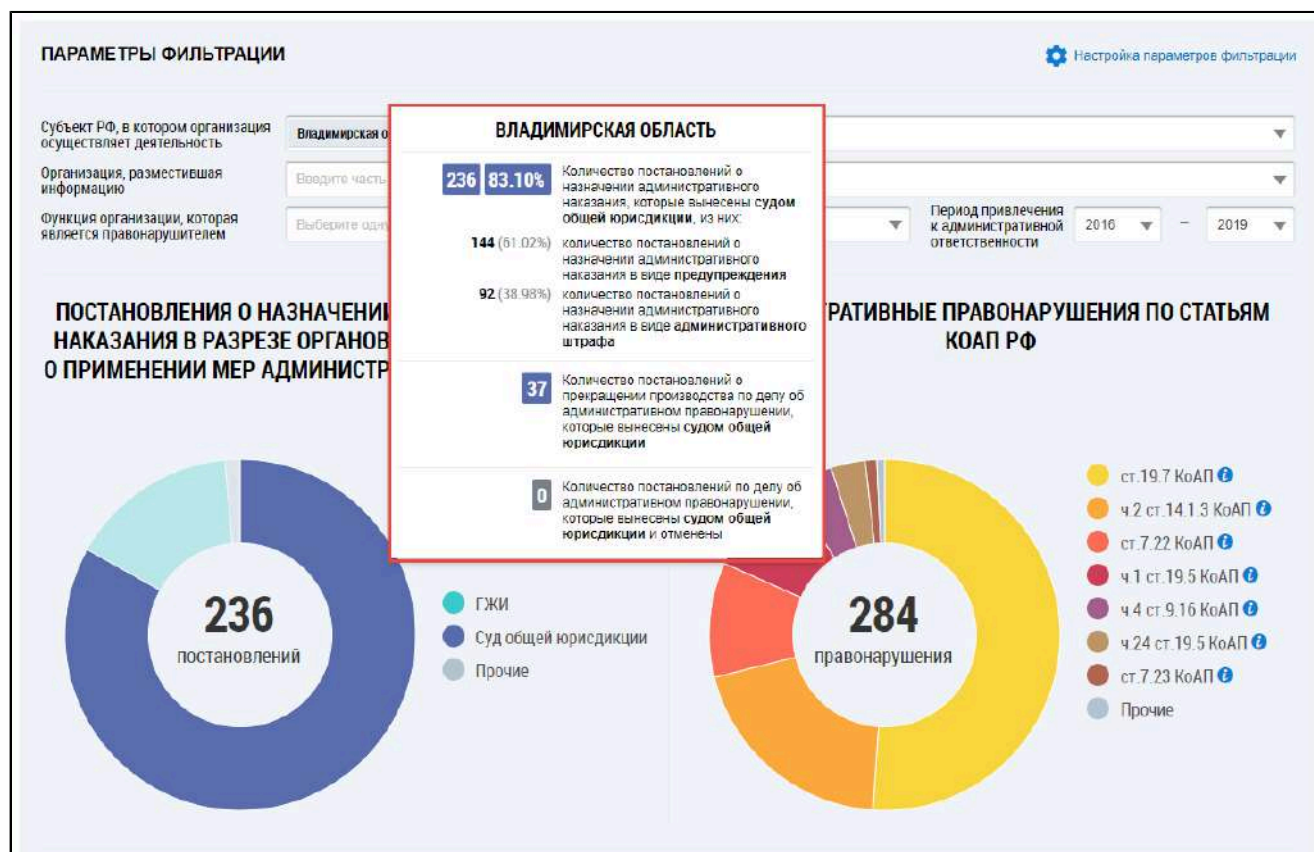 ПАРАМЕТРЫ ФИЛЬТРАЦИИ
Настройка параметров фильтрации
Субъект РФ, в котором организация
осуществляет деятельность
Владимирская о
Организация, разместившая
информацию
Введите часть
Функция организации, которая
является правонарушителем
Выберите одну
Период привлечения
к административной
ответственности
2016
–
2019
ВЛАДИМИРСКАЯ ОБЛАСТЬ
236 83.10% Количество постановлений о
назначении административного
наказания, которые вынесены судом
общей юрисдикции, из них:
144 (61.02%) количество постановлений о
назначении административного
наказания в виде предупреждения
92 (38.98%) количество постановлений о
назначении административного
наказания в виде административного
штрафа
37 Количество постановлений о
прекращении производства по делу об
административном правонарушении,
которые вынесены судом общей
юрисдикции
0 Количество постановлений по делу об
административном правонарушении,
которые вынесены судом общей
юрисдикции и отменены
ПОСТАНОВЛЕНИЯ О НАЗНАЧЕНИИ
НАКАЗАНИЯ В РАЗРЕЗЕ ОРГАНОВ
О ПРИМЕНЕНИИ МЕР АДМИНИСТР
236
постановлений
ГЖИ
Суд общей юрисдикции
Прочие
РАТИВНЫЕ ПРАВОНАРУШЕНИЯ ПО СТАТЬЯМ
КОАП РФ
284
правонарушения
ст.19.7 КоАП
ч.2 ст.14.1.3 КоАП
ст.7.22 КоАП
ч.1 ст.19.5 КоАП
ч.4 ст.9.16 КоАП
ч.24 ст.19.5 КоАП
ст.7.23 КоАП
Прочие